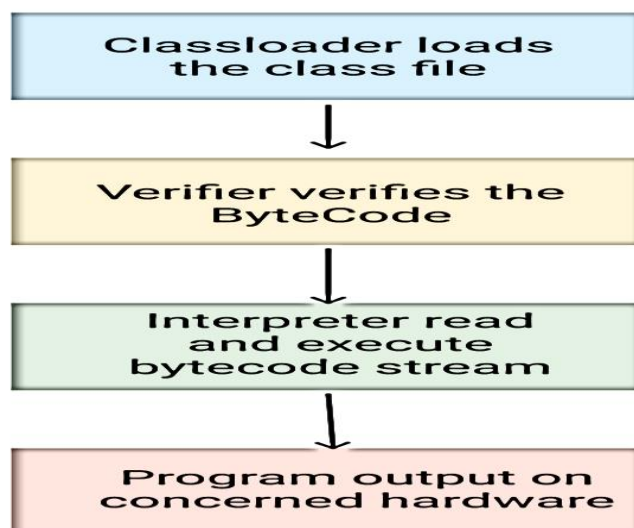 Classloader loads
the class file
Verifier verifies the
ByteCode
Interpreter read
and execute
bytecode stream
Program output on
concerned hardware